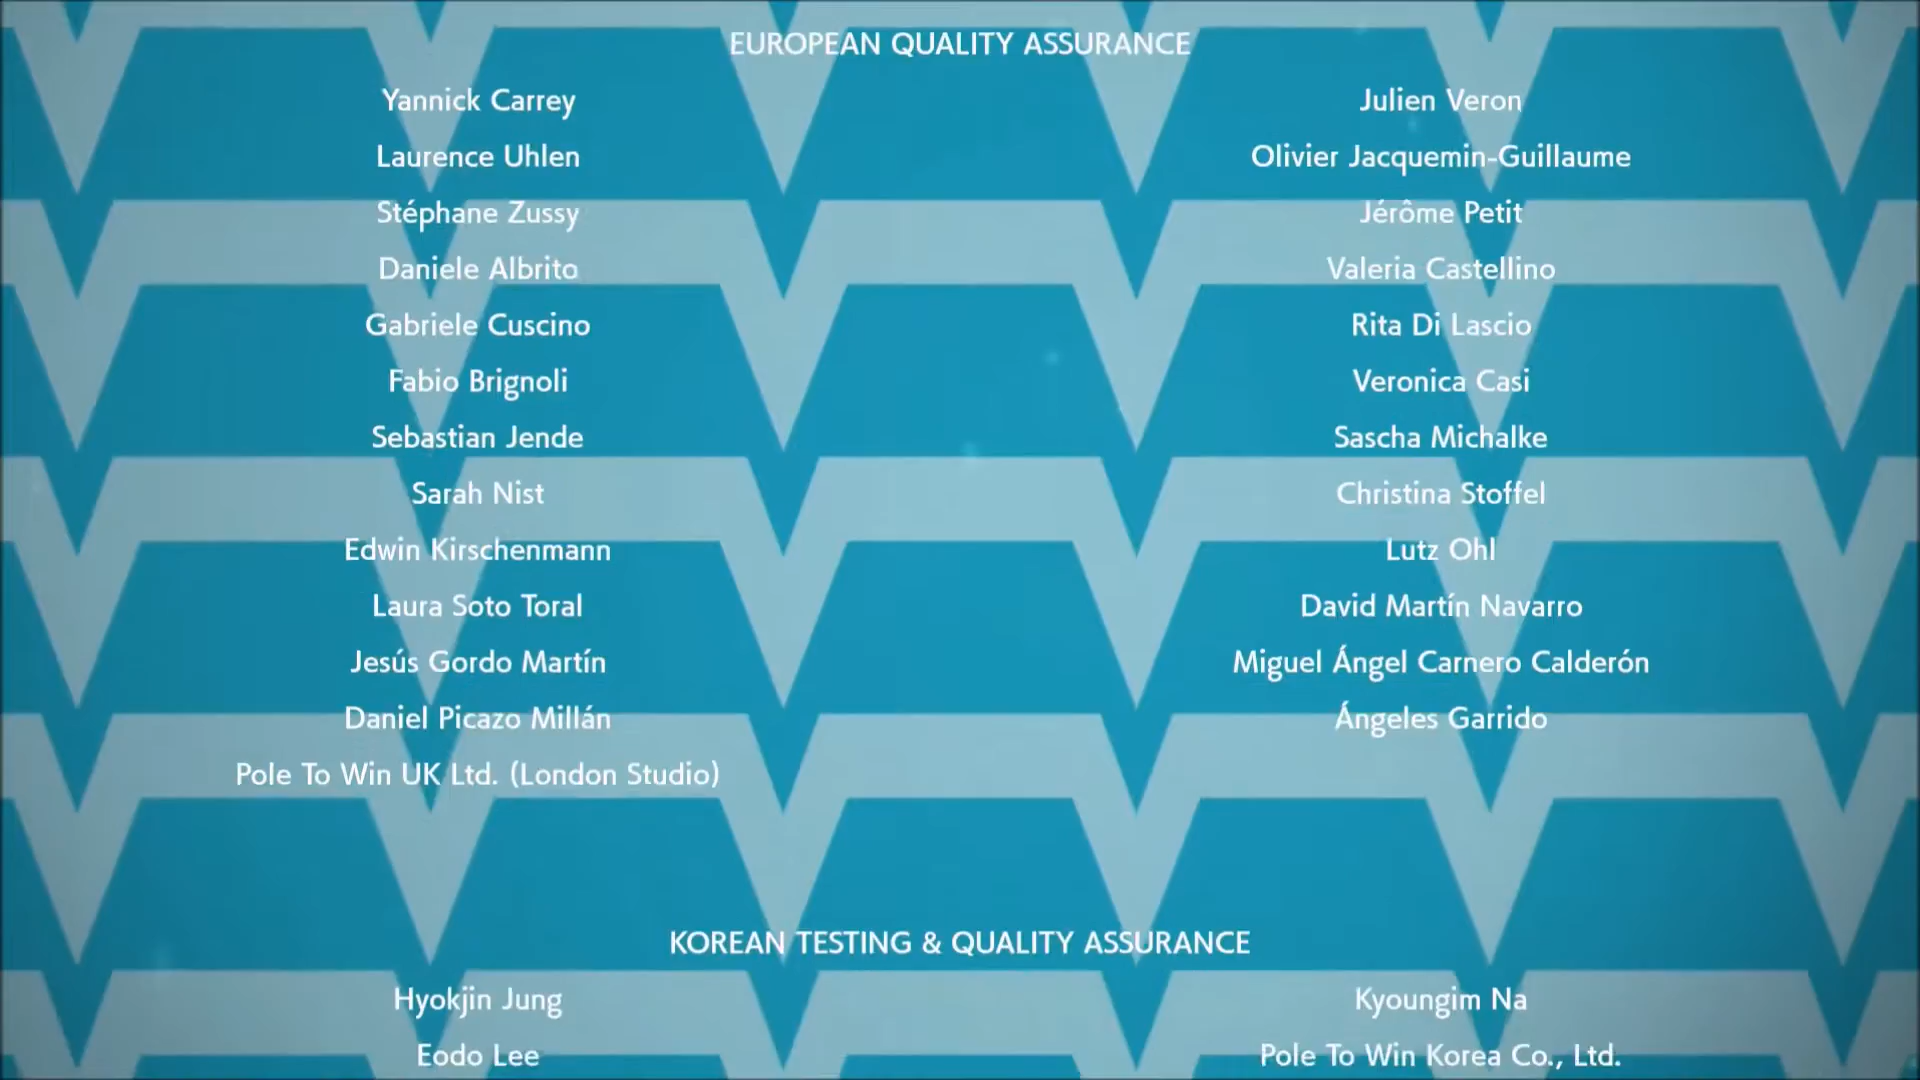 EUROPEAN QUALITY ASSURANCE
Yannick Carrey
Julien Veron
Laurence Uhlen
Olivier Jacquemin-Guillaume
Stéphane Zussy
Jérôme Petit
Daniele Albrito
Valeria Castellino
Gabriele Cuscino
Rita Di Lascio
Fabio Brignoli
Veronica Casi
Sebastian Jende
Sascha Michalke
Sarah Nist
Christina Stoffel
Edwin Kirschenmann
Lutz Ohl
Laura Soto Toral
David Martín Navarro
Jesús Gordo Martín
Miguel Ángel Carnero Calderón
Daniel Picazo Millán
Ángeles Garrido
Pole To Win UK Ltd. (London Studio)
KOREAN TESTING & QUALITY ASSURANCE
Hyokjin Jung
Kyoungim Na
Eodo Lee
Pole To Win Korea Co., Ltd.